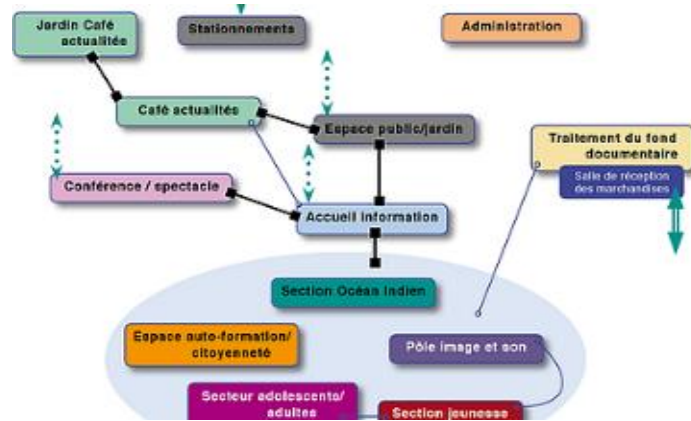 Jardin Café
actualités
Stationnements
Administration
Café actualités
Espace public/jardin
Traitement du fond
documentaire
Salle de réception
des marchandises
Conférence / spectacle
Accueil Information
Section Océan Indien
Espace auto-formation/
citoyenneté
Pôle image et son
Secteur adolescents/
adultes
Section jeunesse